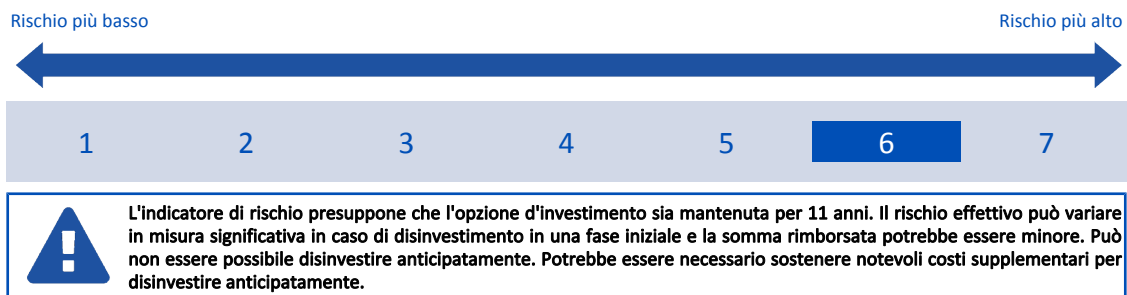 Rischio più basso Rischio più alto
1 2 3 4 5 6 7
L'indicatore di rischio presuppone che l'opzione d'investimento sia mantenuta per 11 anni. Il rischio effettivo può variare
in misura significativa in caso di disinvestimento in una fase iniziale e la somma rimborsata potrebbe essere minore. Può
non essere possibile disinvestire anticipatamente. Potrebbe essere necessario sostenere notevoli costi supplementari per
disinvestire anticipatamente.